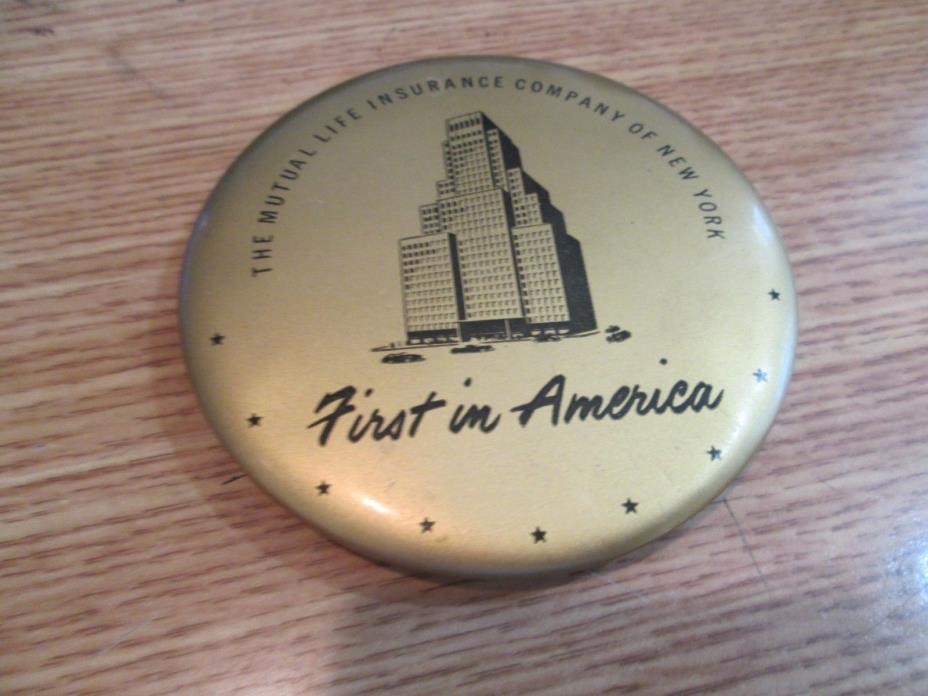 THE MUTUAL LIFE INSURANCE COMPANY OF NEW YORK
First in America